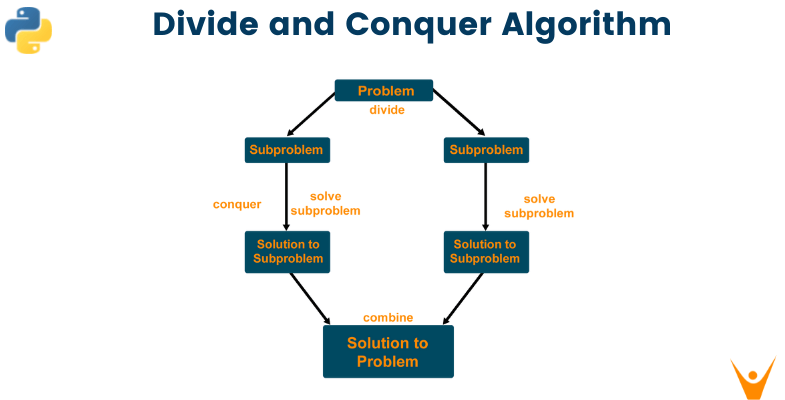 Divide and Conquer Algorithm
Problem
divide
Subproblem
Subproblem
conquer
solve
subproblem
solve
subproblem
Solution to
Subproblem
Solution to
Subproblem
combine
Solution to
Problem